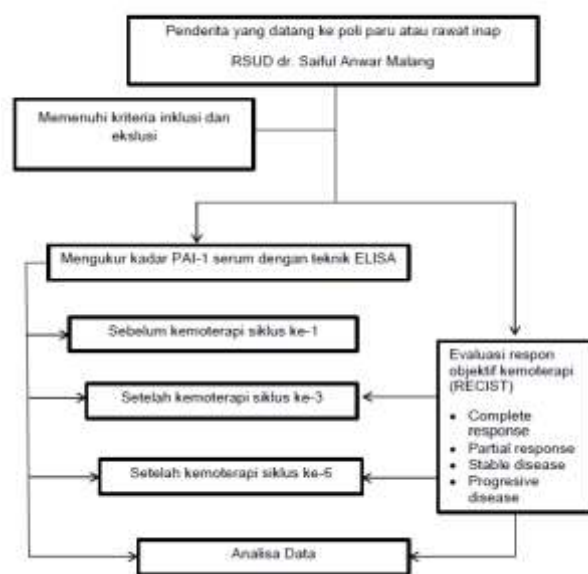 Penderita yang datang ke poli paru atau rawat inap
RSUD dr. Saiful Anwar Malang
Memenuhi kriteria inklusi dan
ekslusi
Mengukur kadar PAI-1 serum dengan teknik ELISA
Sebelum kemoterapi siklus ke-1
Setelah kemoterapi siklus ke-3
Setelah kemoterapi siklus ke-6
Analisa Data
Evaluasi respon
objektif kemoterapi
(RECIST)
• Complete
response
• Partial response
• Stable disease
• Progresive
disease